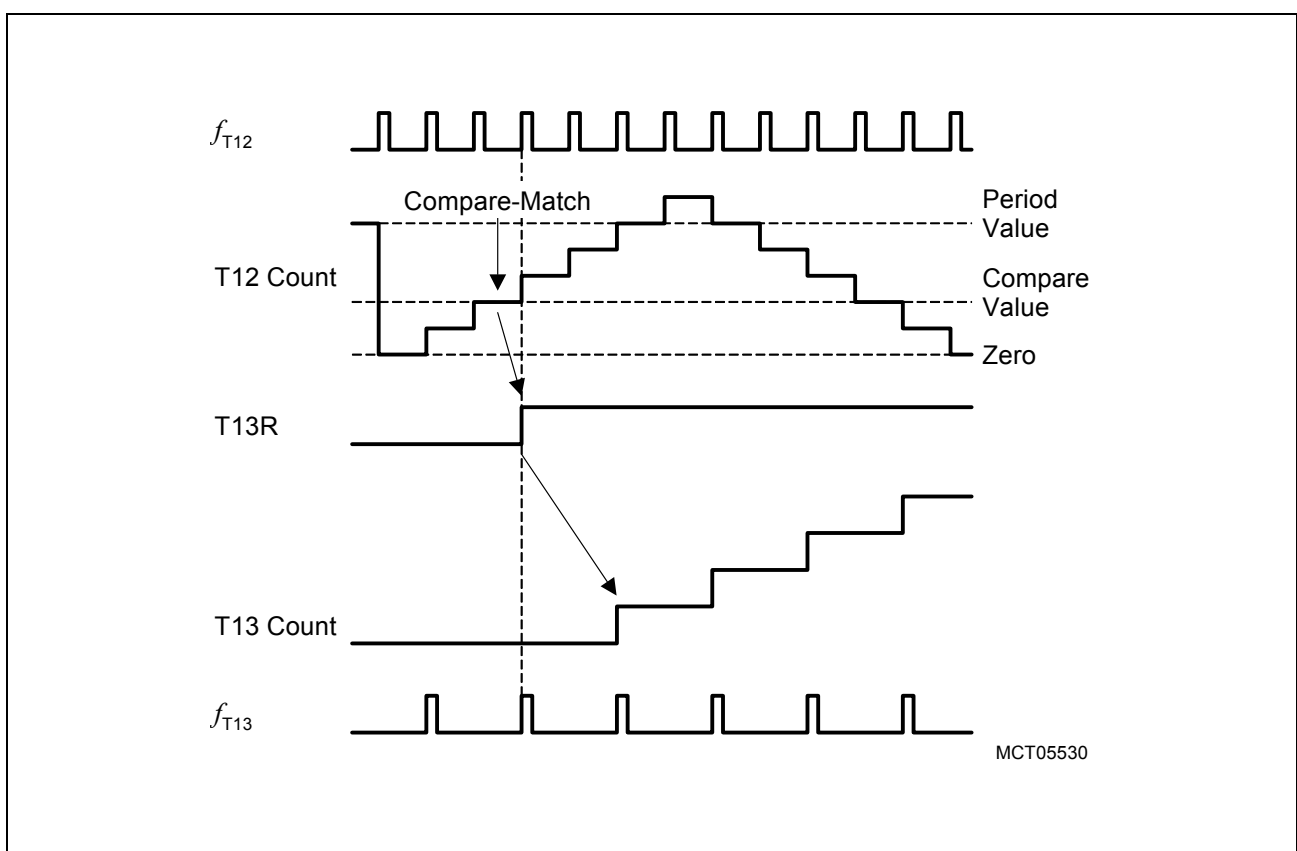 fT12
Compare-Match
Period
Value
T12 Count
Compare
Value
Zero
T13R
T13 Count
fT13
MCT05530